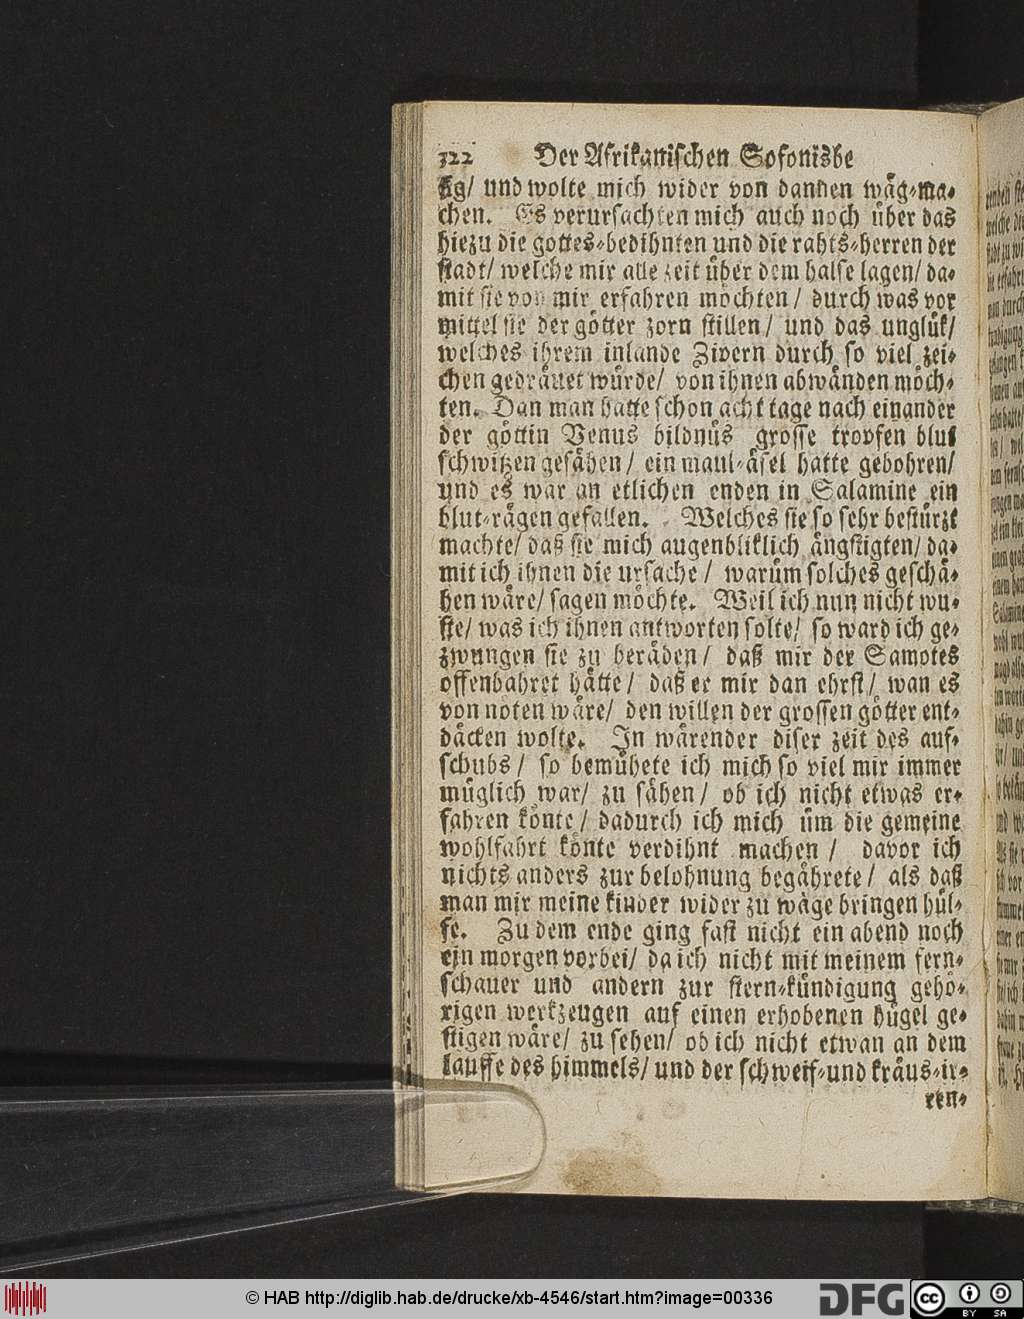 322 Der Afrikanischen Sofonisbe
äg/ und wolte mich wider von dannen wäg-ma-
chen. Es verursachten mich auch noch über das
hiezu die gottes-bedihnten und die rahts-herren der
stadt/ welche mir alle zeit über dem halse lagen/ da-
mit sie von mir erfahren möchten/ durch was vor
mittel sie der götter zorn stillen/ und das unglük/
welches ihrem inlande Zipern durch so viel zei-
chen gedräuet würde/ von ihnen abwänden möch-
ten. Dan man hatte schon acht tage nach einander
der göttin Venus bildnüs grosse tropfen blut
schwitzen gesähen/ ein maul-äsel hatte gebohren/
und es war an etlichen enden in Salamine ein
blut-rägen gefallen. Welches sie so sehr bestürzt
machte/ daß sie mich augenbliklich ängstigten/ da-
mit ich ihnen die ursache/ warüm solches geschä-
hen wäre/ sagen möchte. Weil ich nun nicht wu-
ste/ was ich ihnen antworten solte/ so ward ich ge-
zwungen sie zu beräden/ daß mir der Samotes
offenbahret hätte/ daß er mir dan ehrst/ wan es
von nöten wäre/ den willen der grossen götter ent-
däcken wolte. In wärender diser zeit des auf-
schubs/ so bemühete ich mich so viel mir immer
müglich war/ zu sähen/ ob ich nicht etwas er-
fahren könte/ dadurch ich mich üm die gemeine
wohlfahrt könte verdihnt machen/ davor ich
nichts anders zur belohnung begährete/ als daß
man mir meine kinder wider zu wäge bringen hül-
fe. Zu dem ende ging fast nicht ein abend noch
ein morgen vorbei/ da ich nicht mit meinem fern-
schauer und andern zur stern-kündigung gehö-
rigen werkzeugen auf einen erhobenen hügel ge-
stigen wäre/ zu sehen/ ob ich nicht etwan an dem
lauffe des himmels/ und der schweif-und kräus-ir-
ren-
© HAB http://diglib.hab.de/drucke/xb-4546/start.htm?image=00336
DFG
cc BY SA